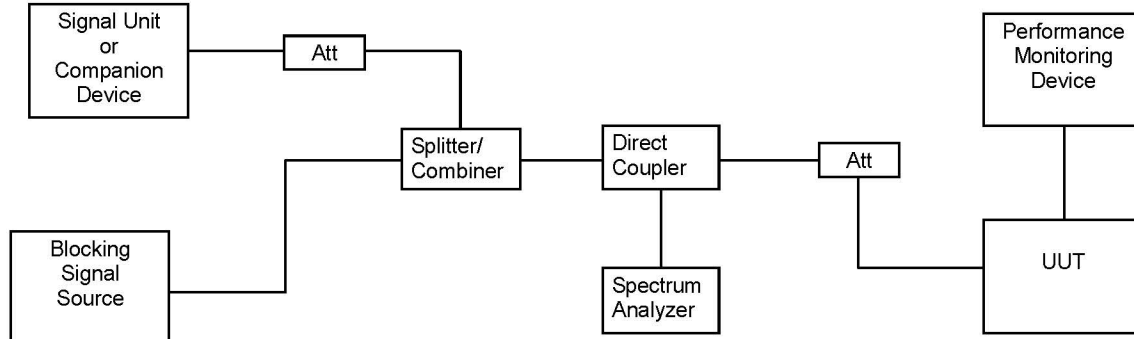 Signal Unit
or
Companion
Device
Att
Performance
Monitoring
Device
Splitter/
Combiner
Direct
Coupler
Att
Blocking
Signal
Source
Spectrum
Analyzer
UUT